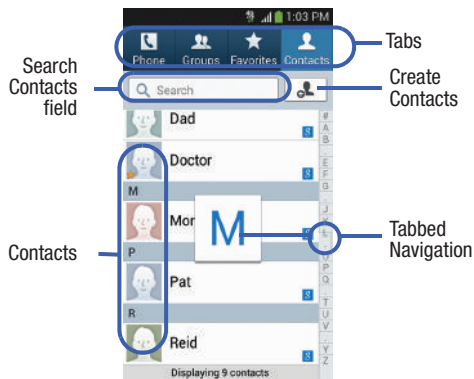 1:03 PM
Phone Groups Favorites Contacts
Tabs
Search Contacts field
Search
Create Contacts
Dad
Doctor
M
Mor
M
P
Pat
R
Reid
Displaying 9 contacts
#
A
B
E
F
G
J
L
P
Q
T
U
V
Y
Z
Contacts
Tabbed Navigation